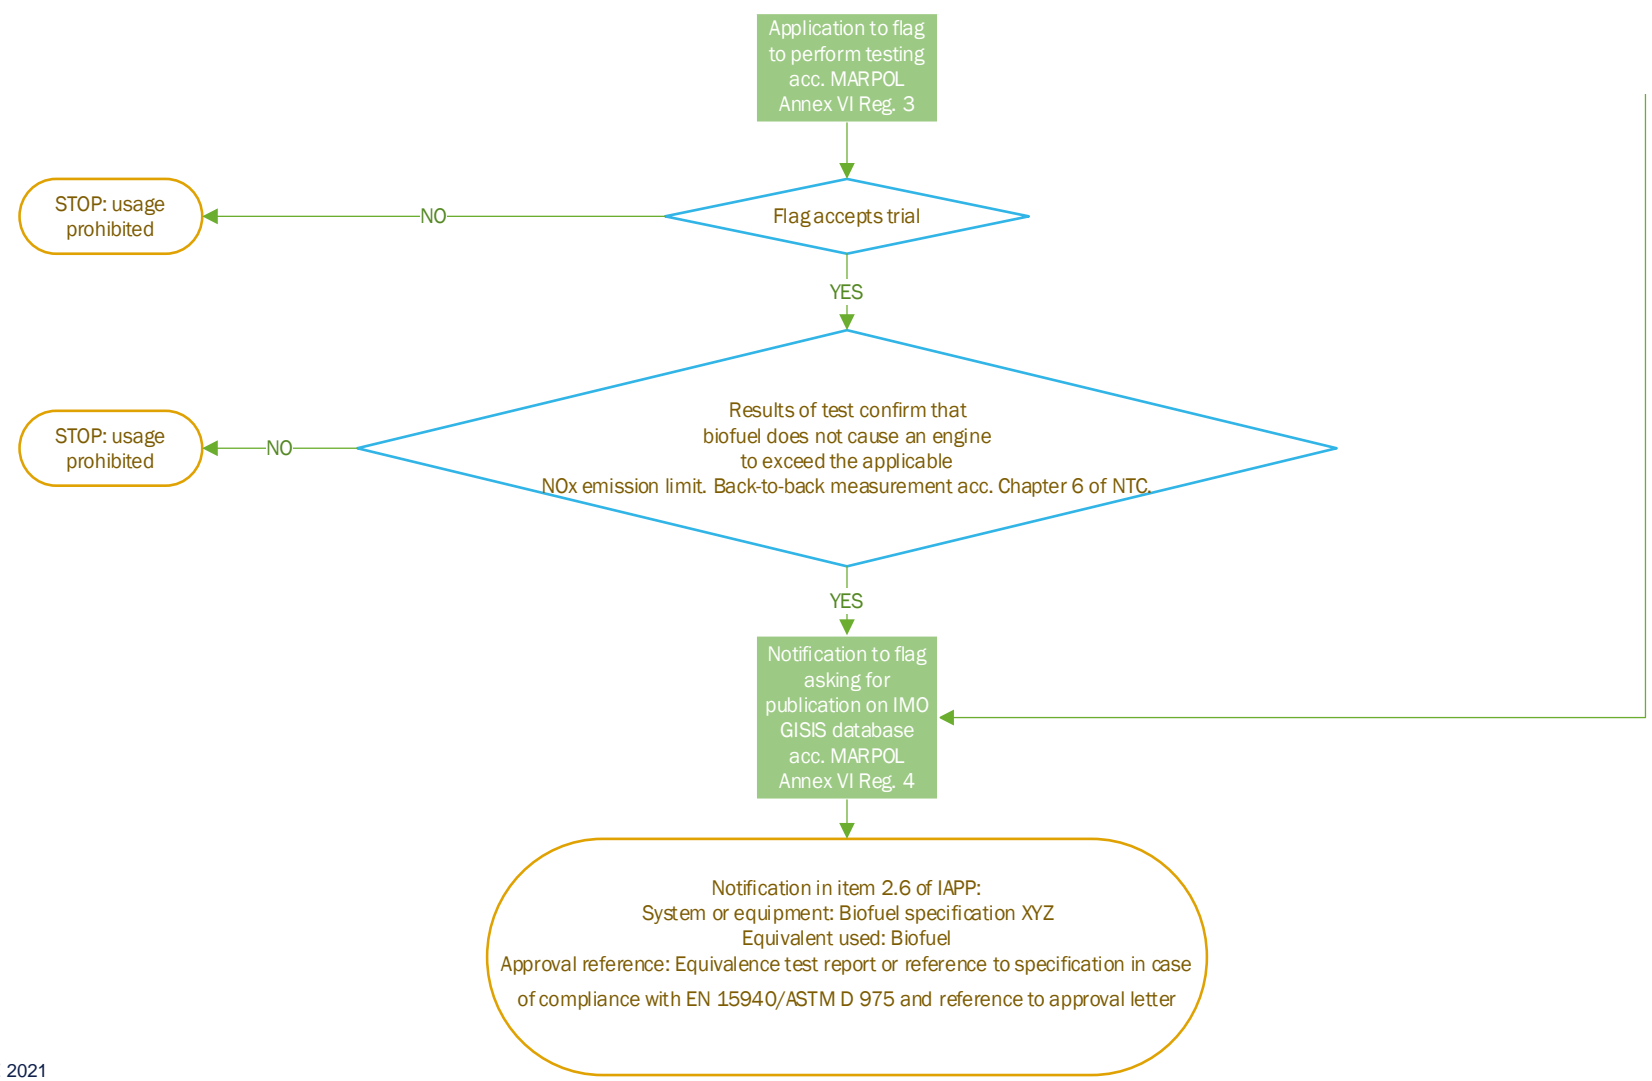 Application to flag
to perform testing
acc. MARPOL
Annex VI Reg. 3
STOP: usage
prohibited
NO
Flag accepts trial
YES
Results of test confirm that
biofuel does not cause an engine
to exceed the applicable
NOx emission limit. Back-to-back measurement acc. Chapter 6 of NTC.
STOP: usage
prohibited
NO
YES
Notification to flag
asking for
publication on IMO
GISIS database
acc. MARPOL
Annex VI Reg. 4
Notification in item 2.6 of IAPP:
System or equipment: Biofuel specification XYZ
Equivalent used: Biofuel
Approval reference: Equivalence test report or reference to specification in case
of compliance with EN 15940/ASTM D 975 and reference to approval letter
2021